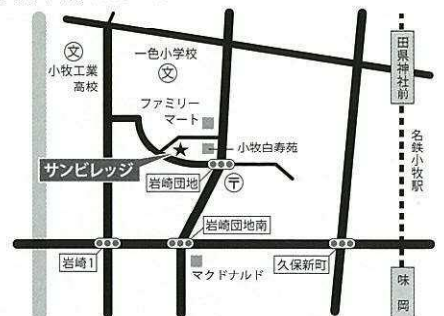 文
小牧工業
高校
一色小学校
文
田県神社前
ファミリー
マート
小牧白寿苑
サンビレッジ
岩崎団地
〒
名鉄小牧駅
岩崎団地南
岩崎1
マクドナルド
久保新町
味岡